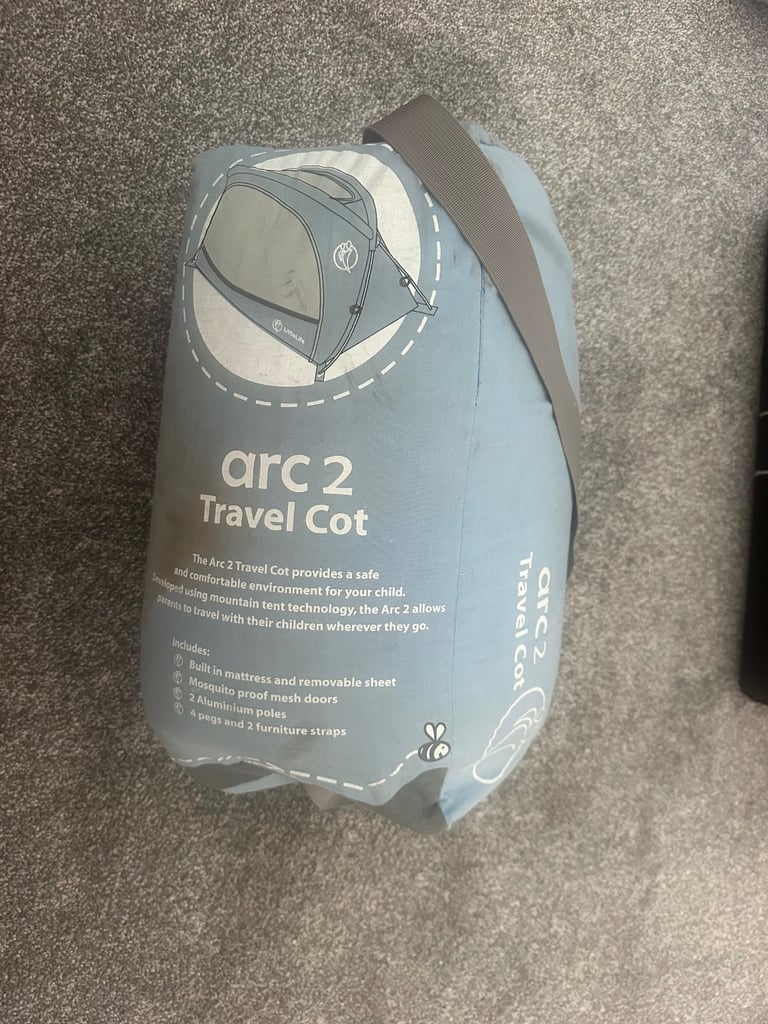 LittleLife
arc 2
Travel Cot
The Arc 2 Travel Cot provides a safe
and comfortable environment for your child.
Developed using mountain tent technology, the Arc 2 allows
parents to travel with their children wherever they go.
Includes:
Built in mattress and removable sheet
Mosquito proof mesh doors
2 Aluminium poles
4 pegs and 2 furniture straps
arc 2
Travel Cot